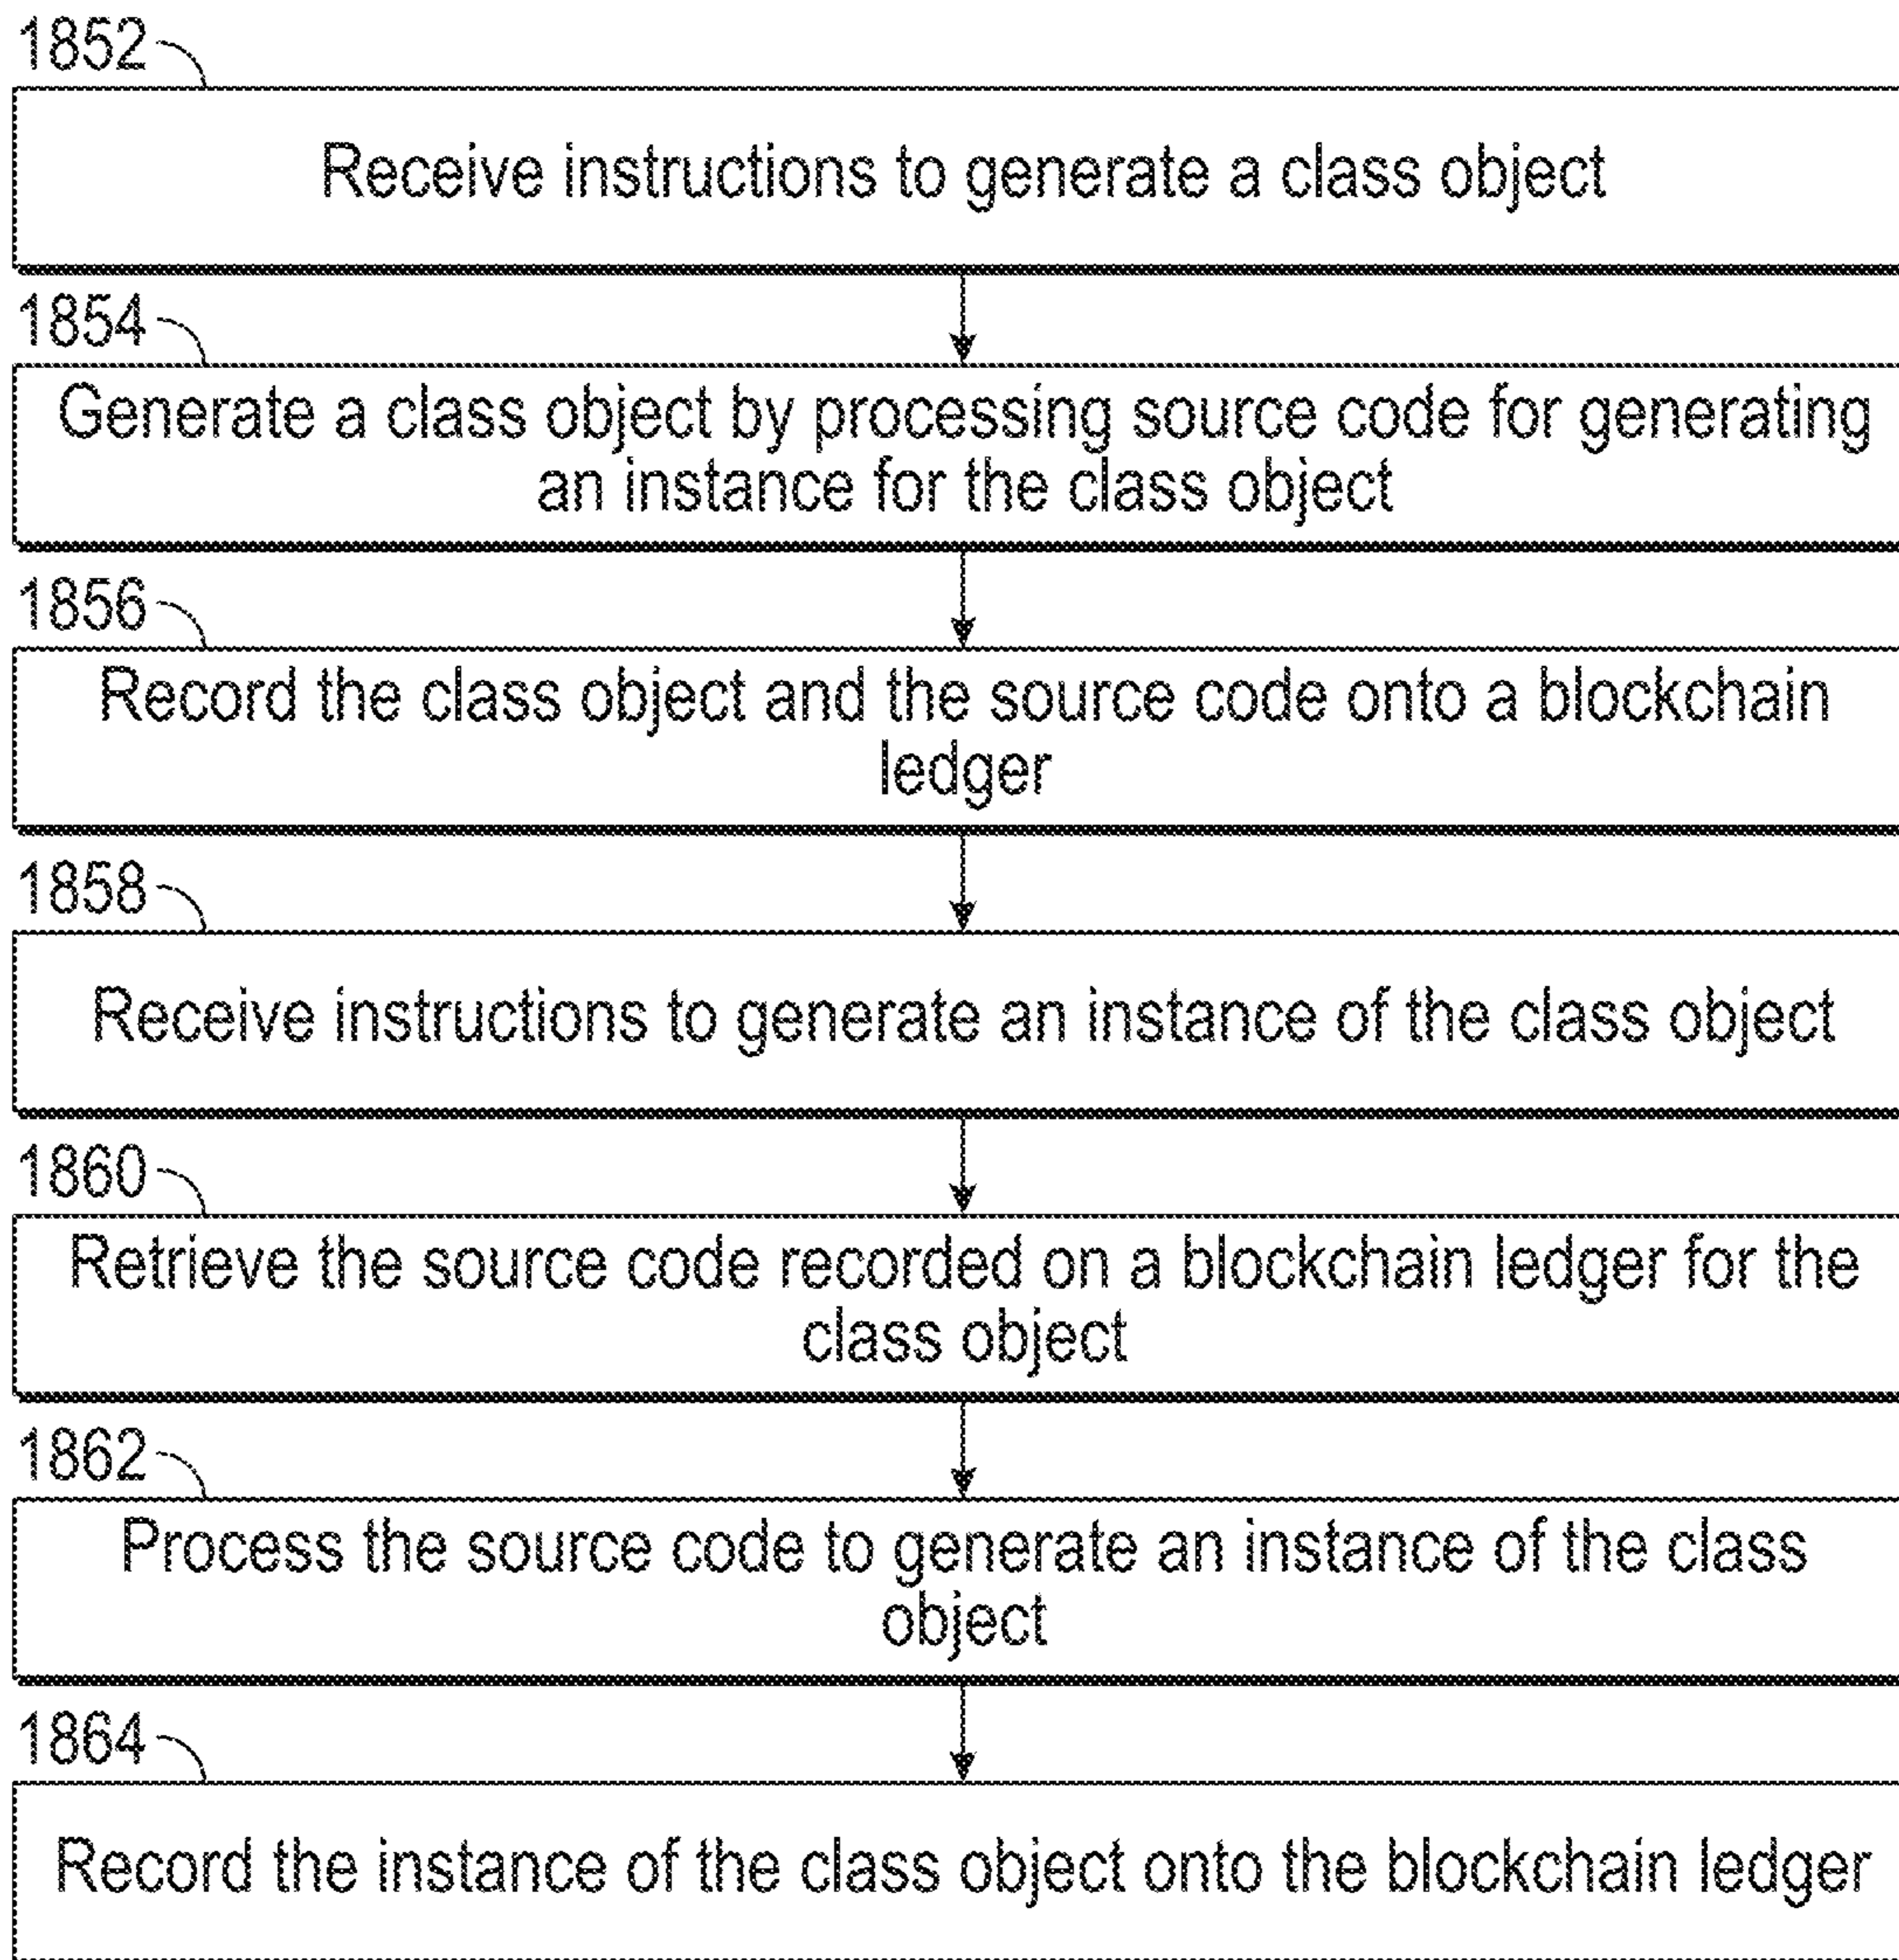 1852
Receive instructions to generate a class object
1854
Generate a class object by processing source code for generating
an instance for the class object
1856
Record the class object and the source code onto a blockchain
ledger
1858
Receive instructions to generate an instance of the class object
1860
Retrieve the source code recorded on a blockchain ledger for the
class object
1862
Process the source code to generate an instance of the class
object
1864
Record the instance of the class object onto the blockchain ledger